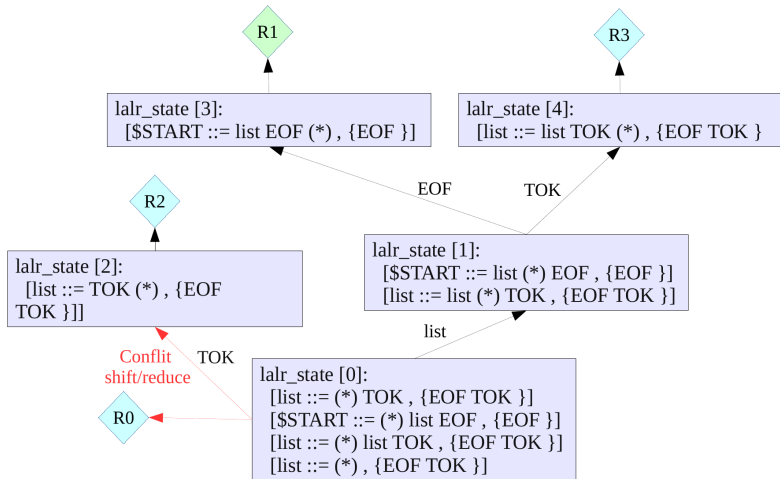 R1
R3
lalr_state [3]:
[$START ::= list EOF (*) , {EOF }]
lalr_state [4]:
[list ::= list TOK (*) , {EOF TOK }
EOF
TOK
R2
lalr_state [2]:
[list ::= TOK (*) , {EOF
TOK }]]
lalr_state [1]:
[$START ::= list (*) EOF , {EOF }]
[list ::= list (*) TOK , {EOF TOK }]
list
Conflit
shift/reduce
TOK
R0
lalr_state [0]:
[list ::= (*) TOK , {EOF TOK }]
[$START ::= (*) list EOF , {EOF }]
[list ::= (*) list TOK , {EOF TOK }]
[list ::= (*) , {EOF TOK }]